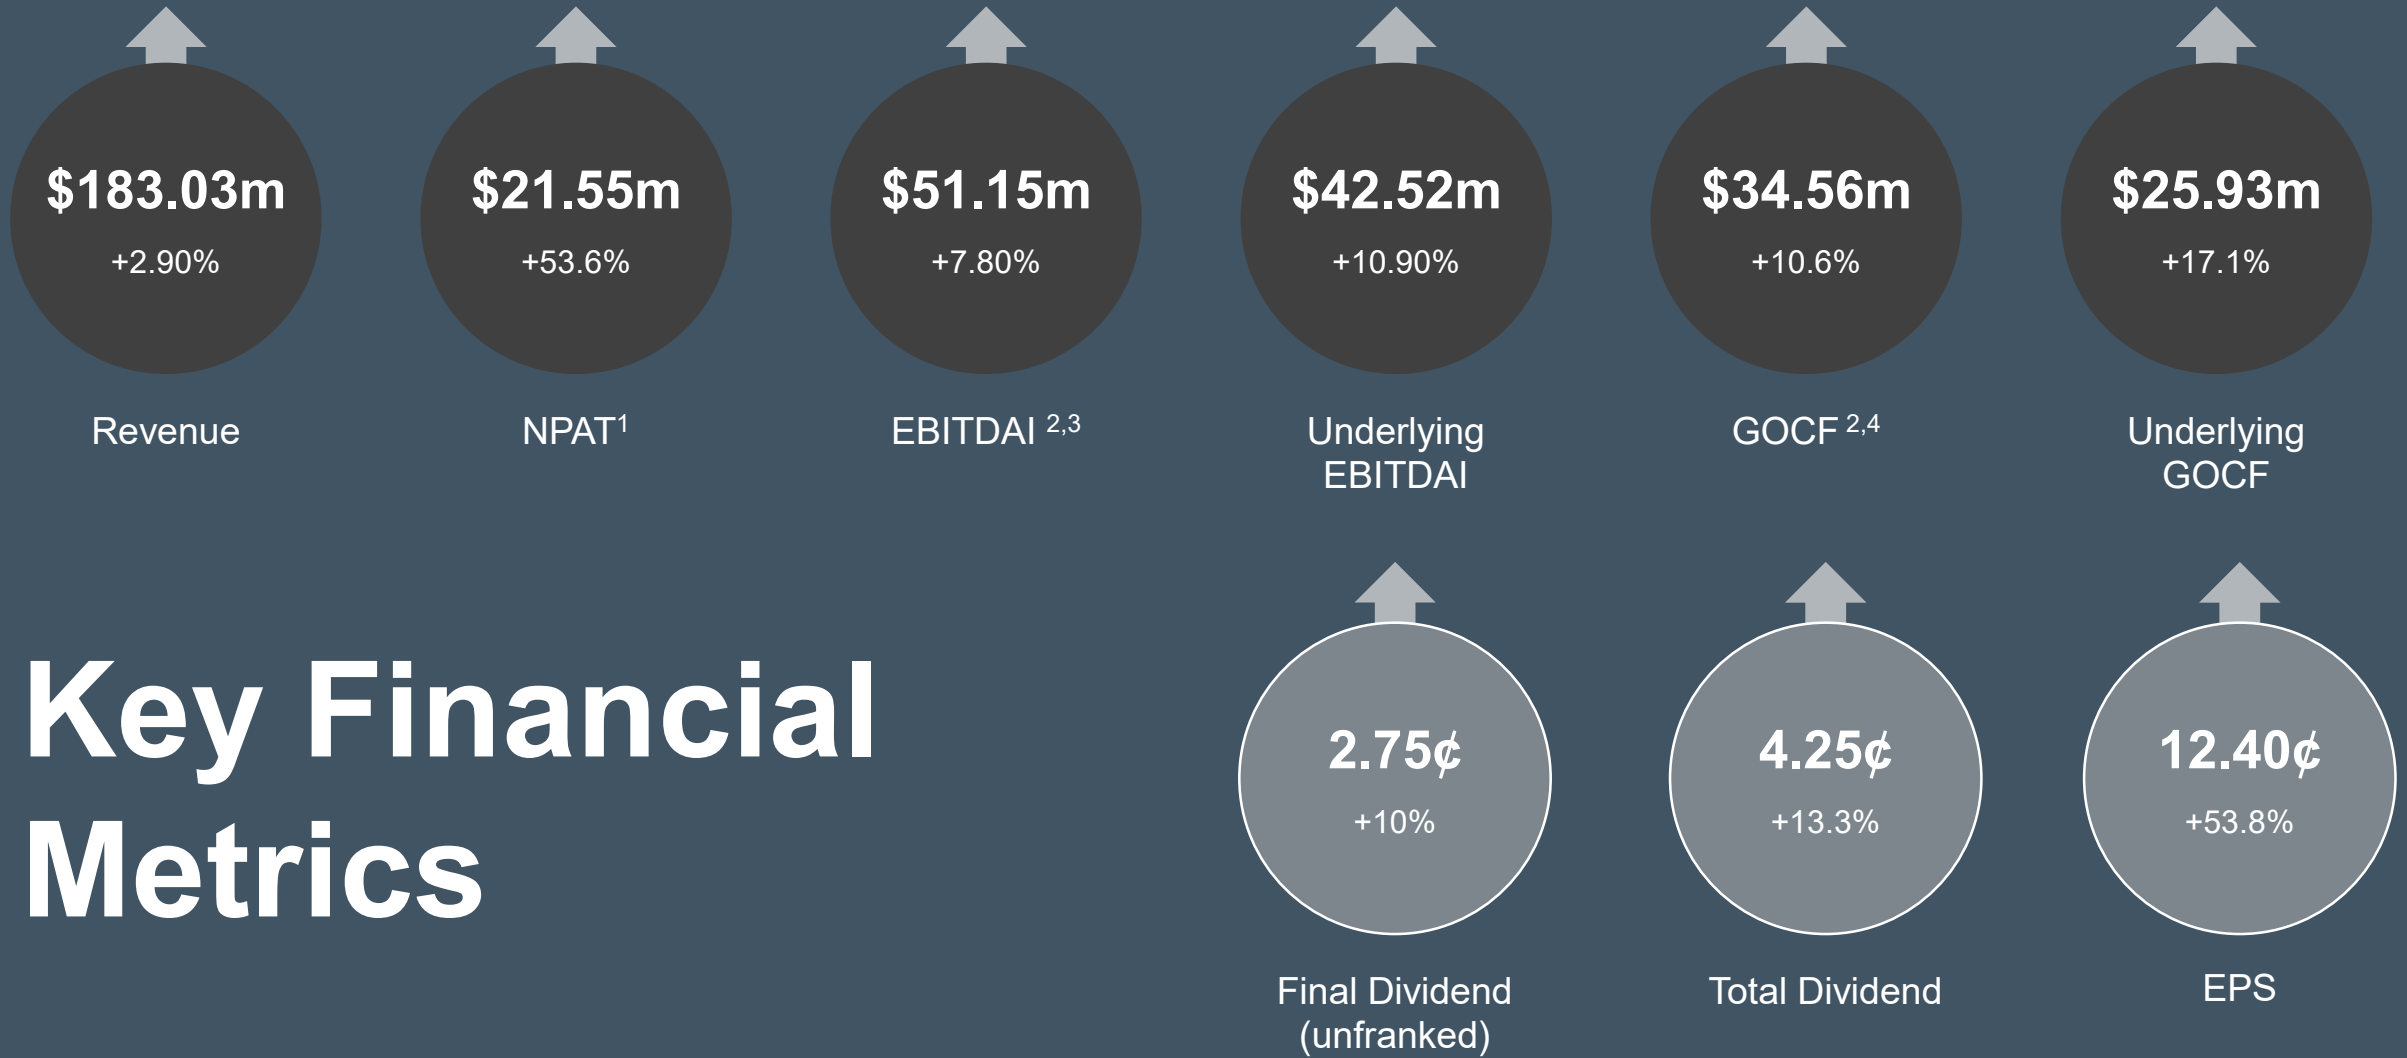 $183.03m
+2.90%
Revenue
$21.55m
+53.6%
NPAT1
$51.15m
+7.80%
EBITDAI 2,3
$42.52m
+10.90%
Underlying
EBITDAI
$34.56m
+10.6%
GOCF 2,4
$25.93m
+17.1%
Underlying
GOCF
Key Financial
Metrics
2.75¢
+10%
Final Dividend
(unfranked)
4.25¢
+13.3%
Total Dividend
12.40¢
+53.8%
EPS